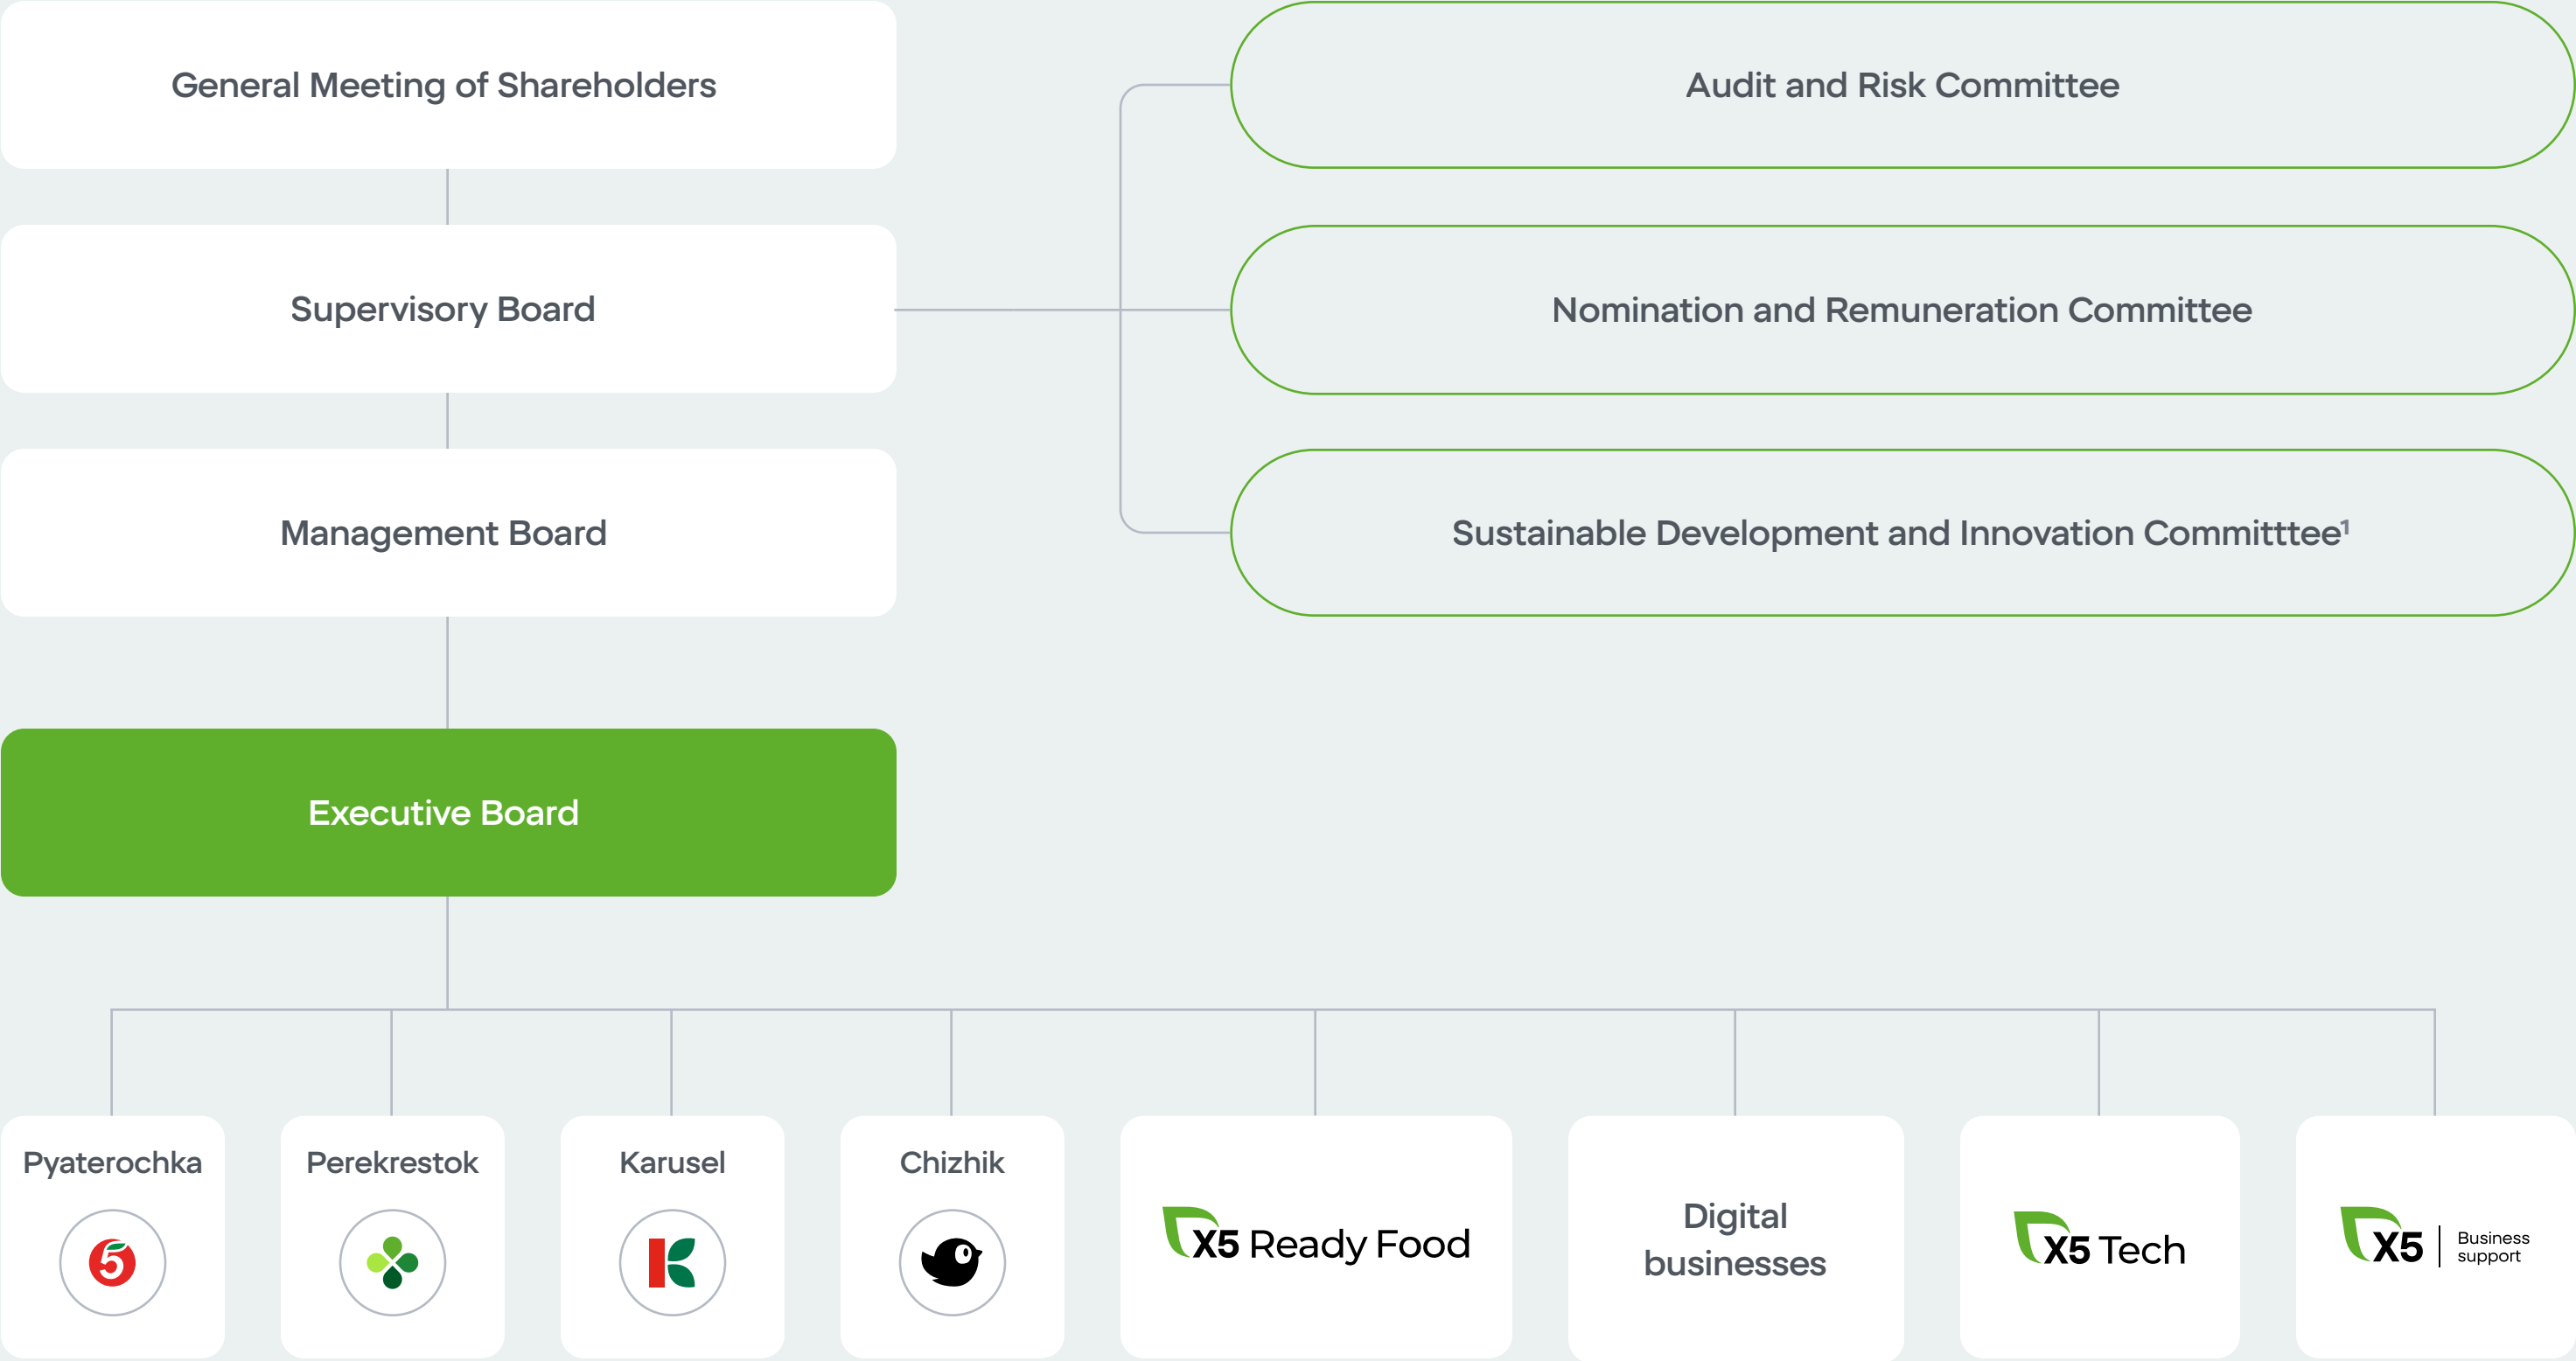 General Meeting of Shareholders
Audit and Risk Committee
Supervisory Board
Nomination and Remuneration Committee
Management Board
Sustainable Development and Innovation Committtee¹
Executive Board
Pyaterochka
5
Perekrestok
Karusel
K
Chizhik
X5 Ready Food
Digital
businesses
X5 Tech
X5
Business
support